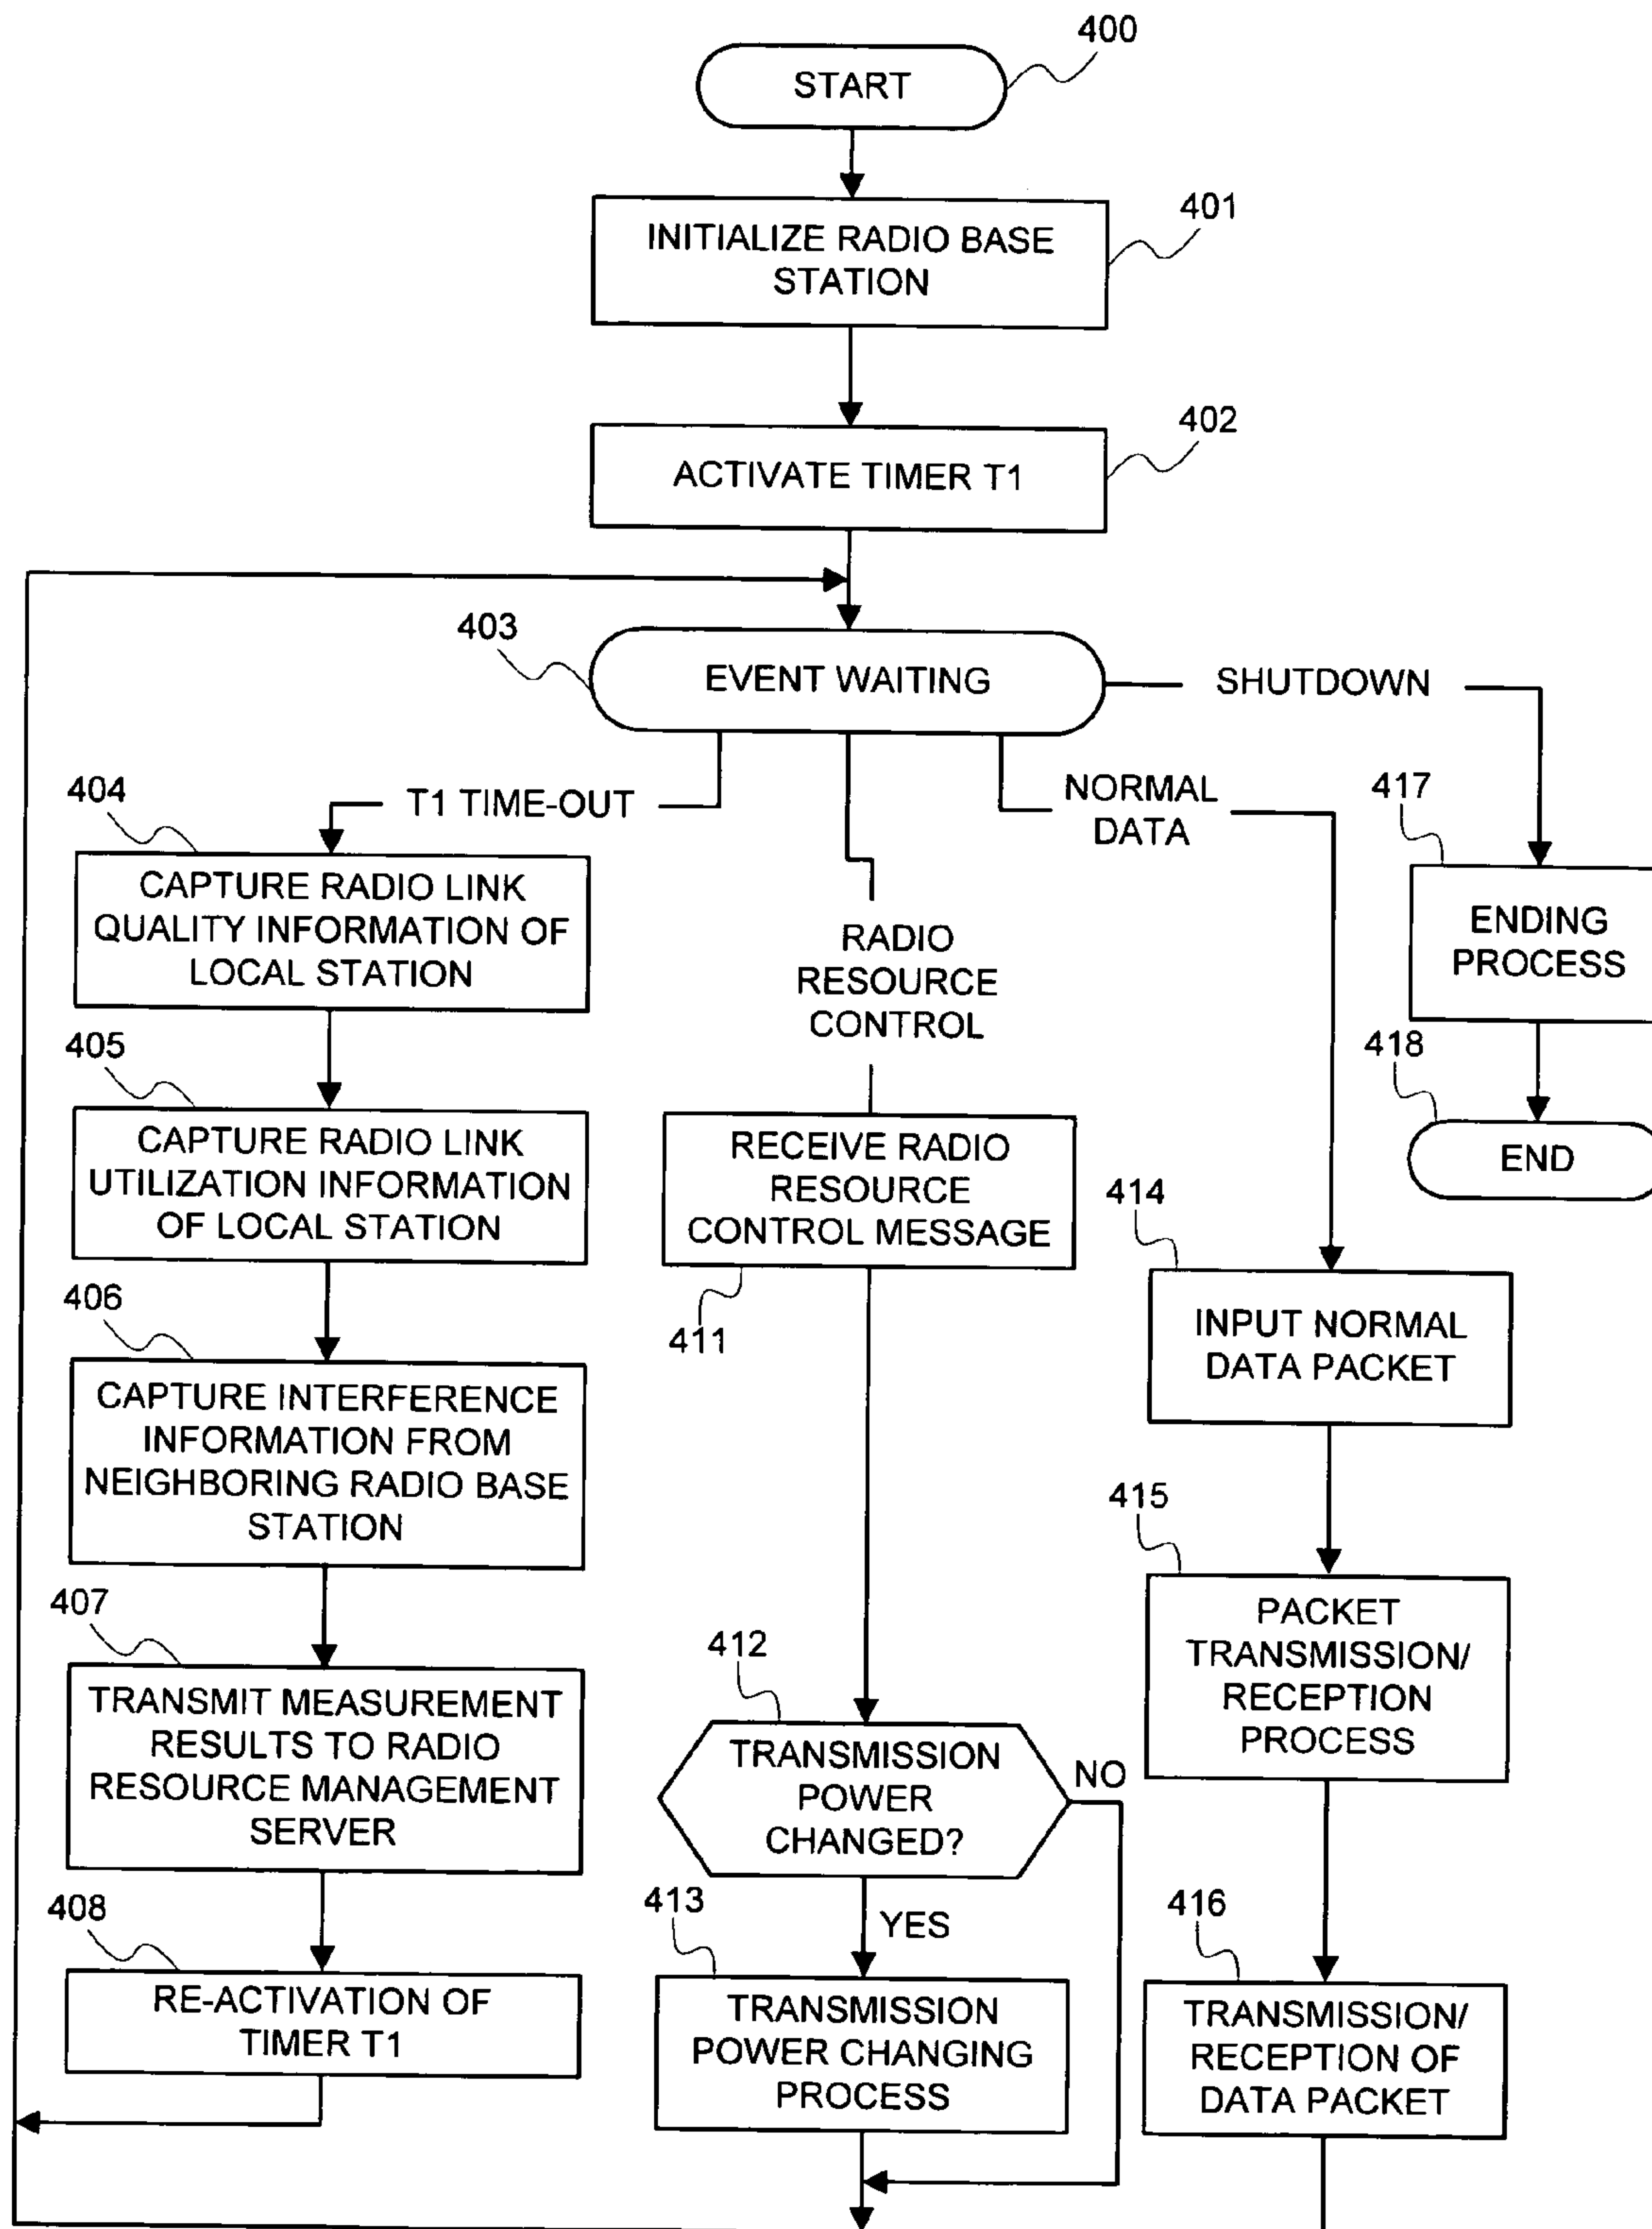 400
START
401
INITIALIZE RADIO BASE
STATION
402
ACTIVATE TIMER T1
403
EVENT WAITING
SHUTDOWN
404
T1 TIME-OUT
NORMAL
DATA
417
CAPTURE RADIO LINK
QUALITY INFORMATION OF
LOCAL STATION
RADIO
RESOURCE
CONTROL
ENDING
PROCESS
405
418
CAPTURE RADIO LINK
UTILIZATION INFORMATION
OF LOCAL STATION
RECEIVE RADIO
RESOURCE
CONTROL MESSAGE
END
414
406
411
INPUT NORMAL
DATA PACKET
CAPTURE INTERFERENCE
INFORMATION FROM
NEIGHBORING RADIO BASE
STATION
415
407
412
PACKET
TRANSMISSION/
RECEPTION
PROCESS
TRANSMIT MEASUREMENT
RESULTS TO RADIO
RESOURCE MANAGEMENT
SERVER
TRANSMISSION
POWER
CHANGED?
NO
408
413
YES
416
RE-ACTIVATION OF
TIMER T1
TRANSMISSION
POWER CHANGING
PROCESS
TRANSMISSION/
RECEPTION OF
DATA PACKET